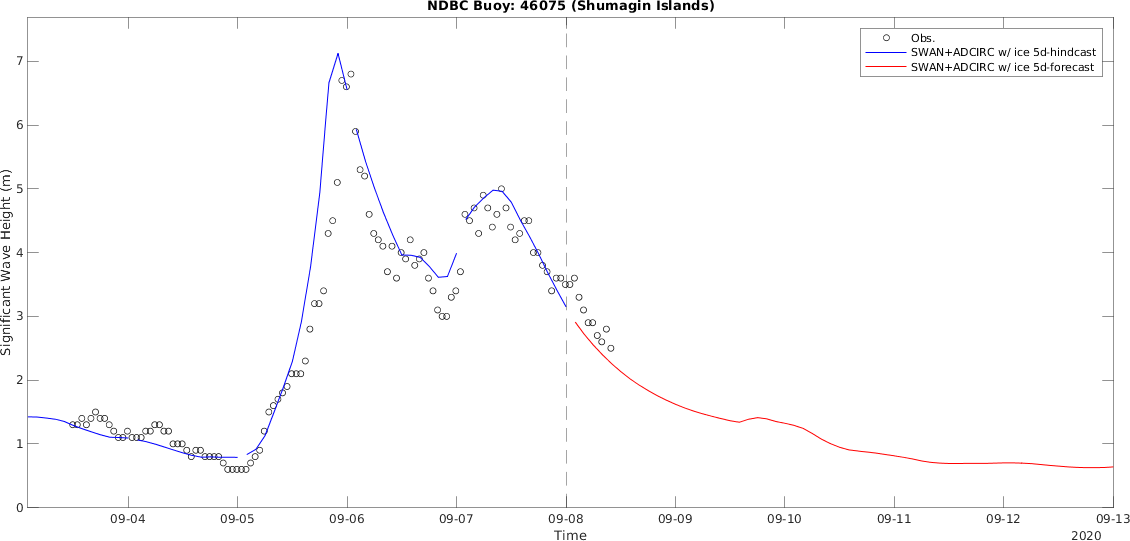 NDBC Buoy: 46075 (Shumagin Islands)
Obs.
SWAN+ADCIRC w/ ice 5d-hindcast
SWAN+ADCIRC w/ ice 5d-forecast
Significant Wave Height (m)
7
6
5
4
3
2
1
0
09-04 09-05 09-06 09-07 09-08 09-09 09-10 09-11 09-12 09-13
Time
2020